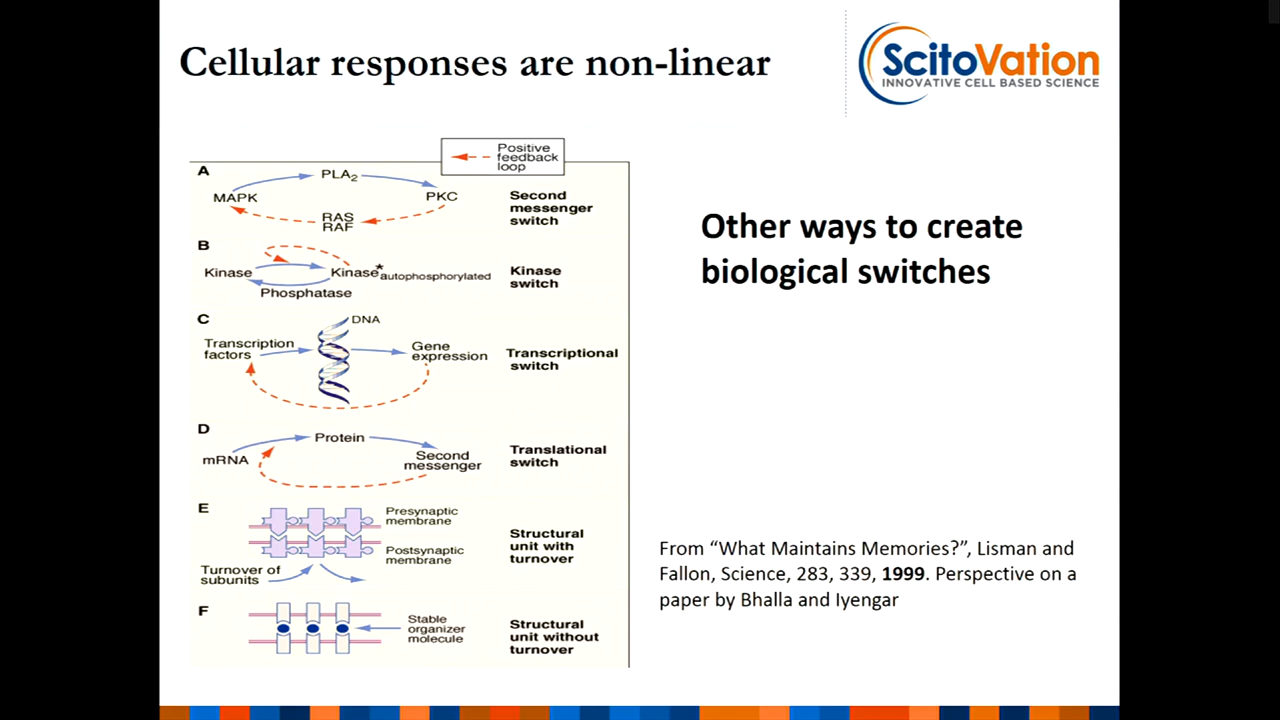 Cellular responses are non-linear
ScitoVation
INNOVATIVE CELL BASED SCIENCE
Positive
feedback
loop
A
PLA2
MAPK
PKC
RAS
RAF
Second
messenger
switch
B
Kinase
Kinase*autophosphorylated
Phosphatase
Kinase
switch
C
DNA
Transcription
factors
Gene
expression
Transcriptional
switch
D
Protein
mRNA
Second
messenger
Translational
switch
E
Presynaptic
membrane
Postsynaptic
membrane
Turnover of
subunits
Structural
unit with
turnover
F
Stable
organizer
molecule
Structural
unit without
turnover
Other ways to create
biological switches
From “What Maintains Memories?”, Lisman and
Fallon, Science, 283, 339, 1999. Perspective on a
paper by Bhalla and Iyengar